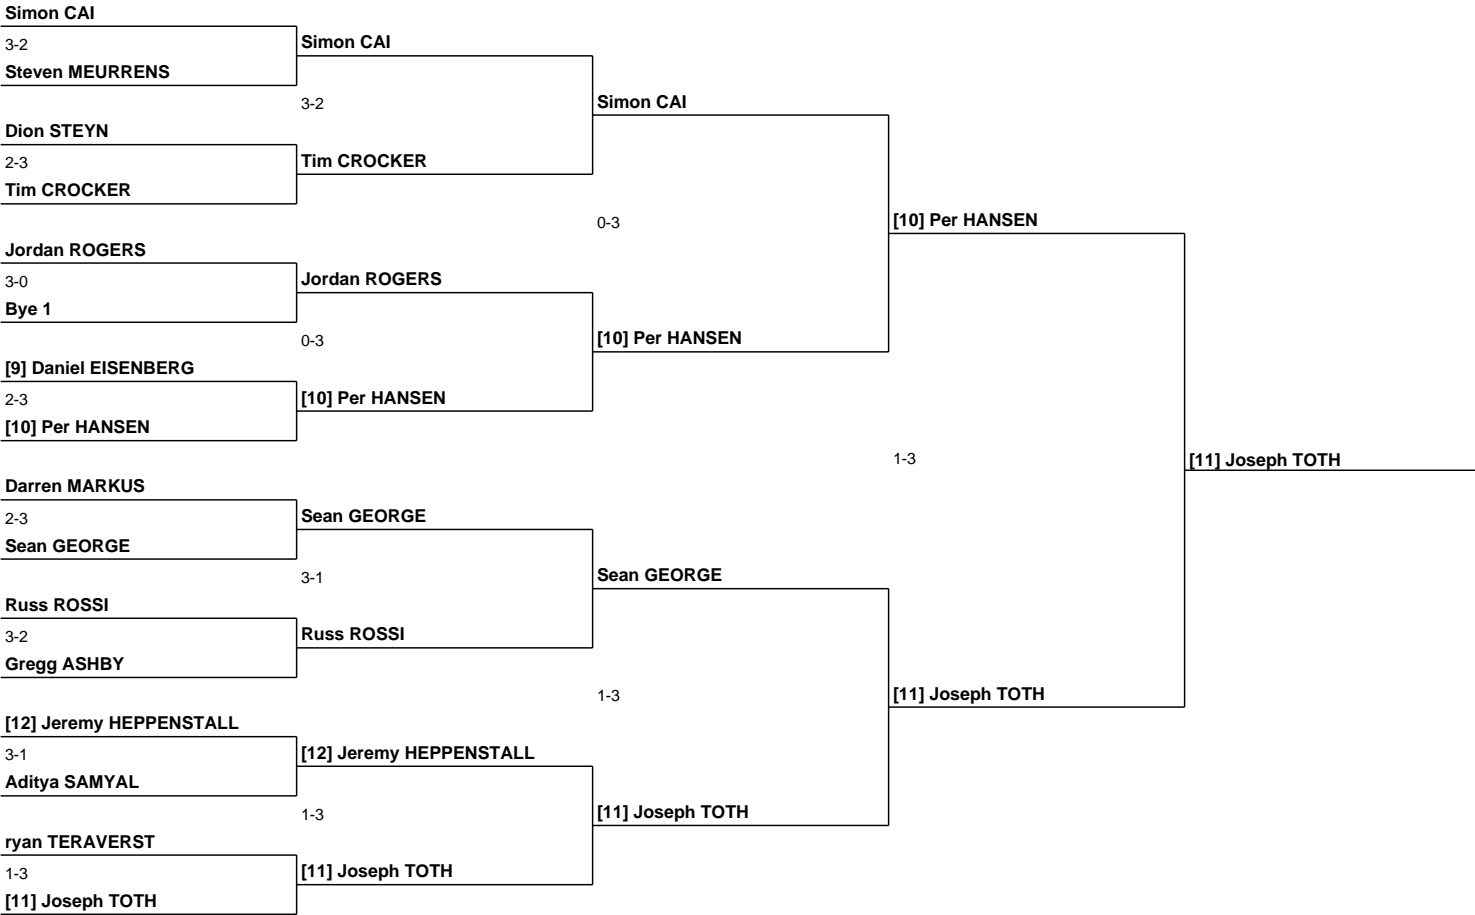 Simon CAI
3-2
Steven MEURRENS
Dion STEYN
2-3
Tim CROCKER
Jordan ROGERS
3-0
Bye 1
[9] Daniel EISENBERG
2-3
[10] Per HANSEN
Darren MARKUS
2-3
Sean GEORGE
Russ ROSSI
3-2
Gregg ASHBY
[12] Jeremy HEPPENSTALL
3-1
Aditya SAMYAL
ryan TERAVERST
1-3
[11] Joseph TOTH
Simon CAI
3-2
Tim CROCKER
Jordan ROGERS
0-3
[10] Per HANSEN
Sean GEORGE
3-1
Russ ROSSI
[12] Jeremy HEPPENSTALL
1-3
[11] Joseph TOTH
Simon CAI
0-3
[10] Per HANSEN
Sean GEORGE
1-3
[11] Joseph TOTH
[10] Per HANSEN
1-3
[11] Joseph TOTH
[11] Joseph TOTH